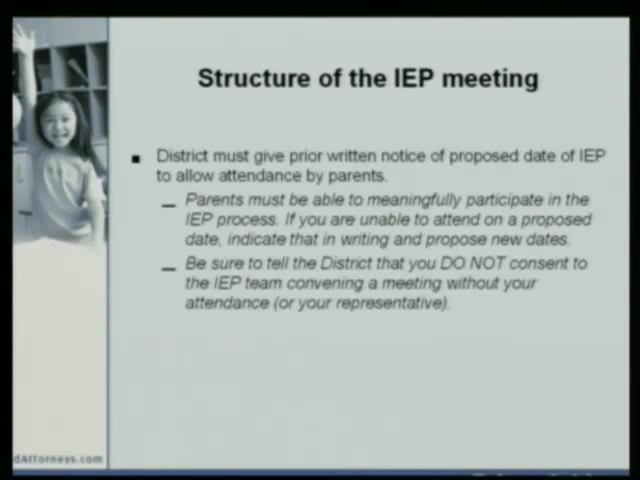 Structure of the IEP meeting
District must give prior written notice of proposed date of IEP
to allow attendance by parents.
Parents must be able to meaningfully participate in the
IEP process. If you are unable to attend on a proposed
date, indicate that in writing and propose new dates.
Be sure to tell the District that you DO NOT consent to
the IEP team convening a meeting without your
attendance (or your representative).
dAttorneys.com